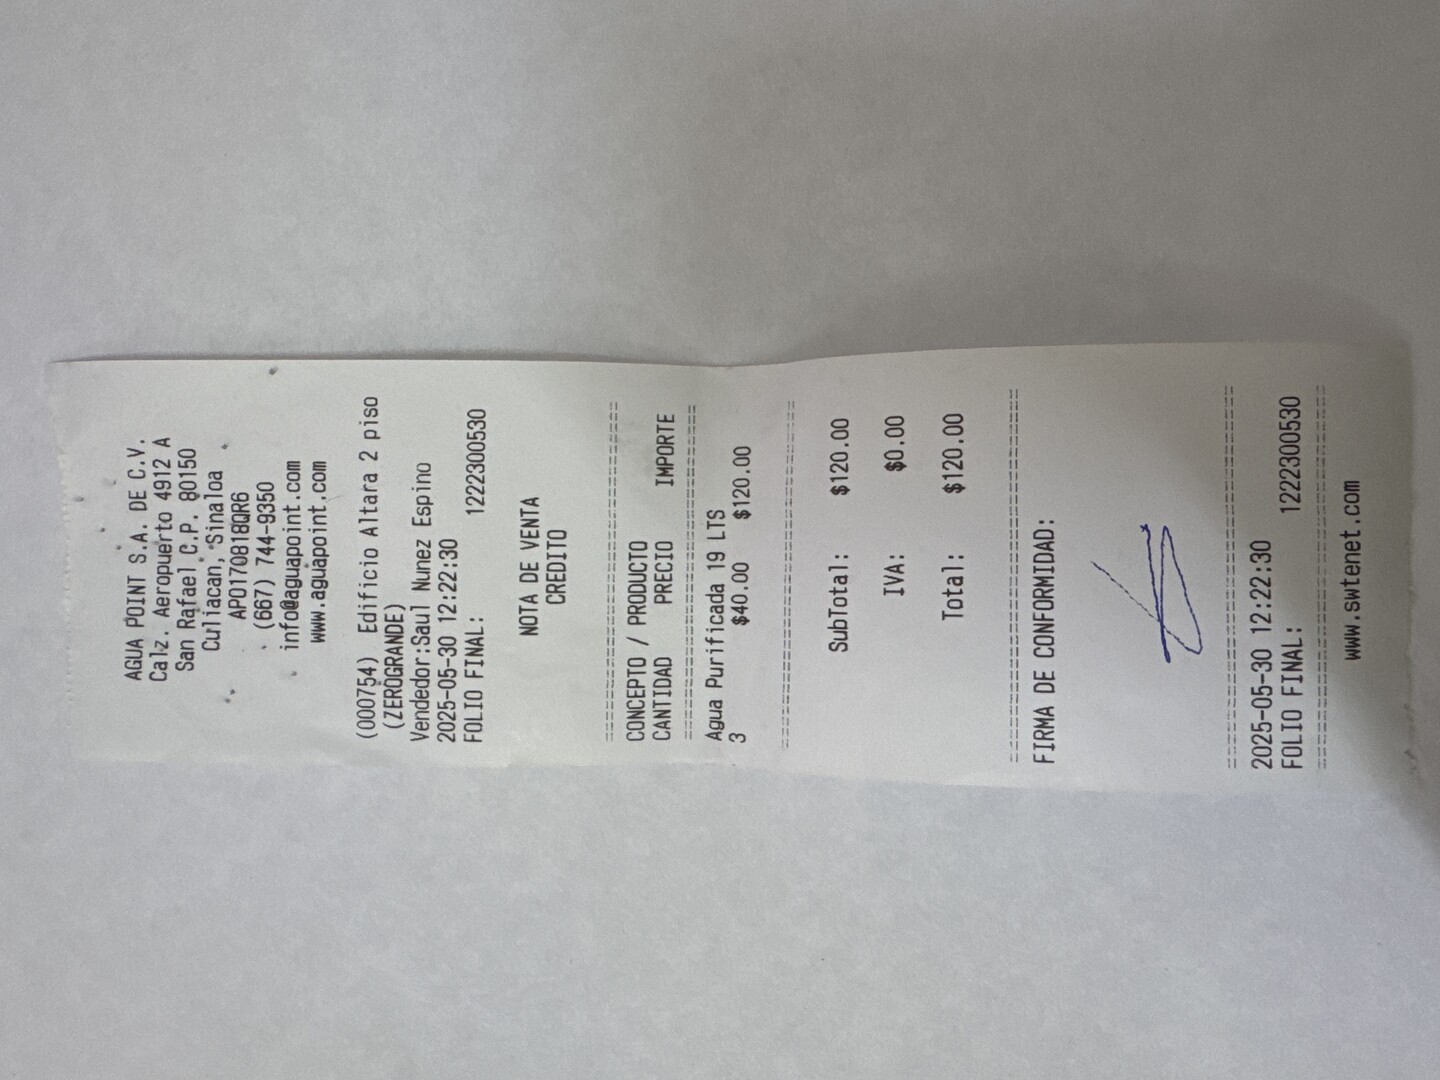 AGUA POINT S.A. DE C.V.
Calz. Aeropuerto 4912 A
San Rafael C.P. 80150
Culiacan, Sinaloa
APO170818QR6
(667) 744-9350
info@aguapoint.com
www.aguapoint.com
(000754) Edificio Altara 2 piso
(ZEROGRANDE)
Vendedor:Saul Nunez Espino
2025-05-30 12:22:30
FOLIO FINAL: 1222300530
NOTA DE VENTA
CREDITO
===============================
CONCEPTO / PRODUCTO
CANTIDAD PRECIO IMPORTE
===============================
Agua Purificada 19 LTS
3 $40.00 $120.00
===============================
SubTotal: $120.00
IVA: $0.00
Total: $120.00
===============================
FIRMA DE CONFORMIDAD:
===============================
2025-05-30 12:22:30
FOLIO FINAL: 1222300530
===============================
www.swtenet.com